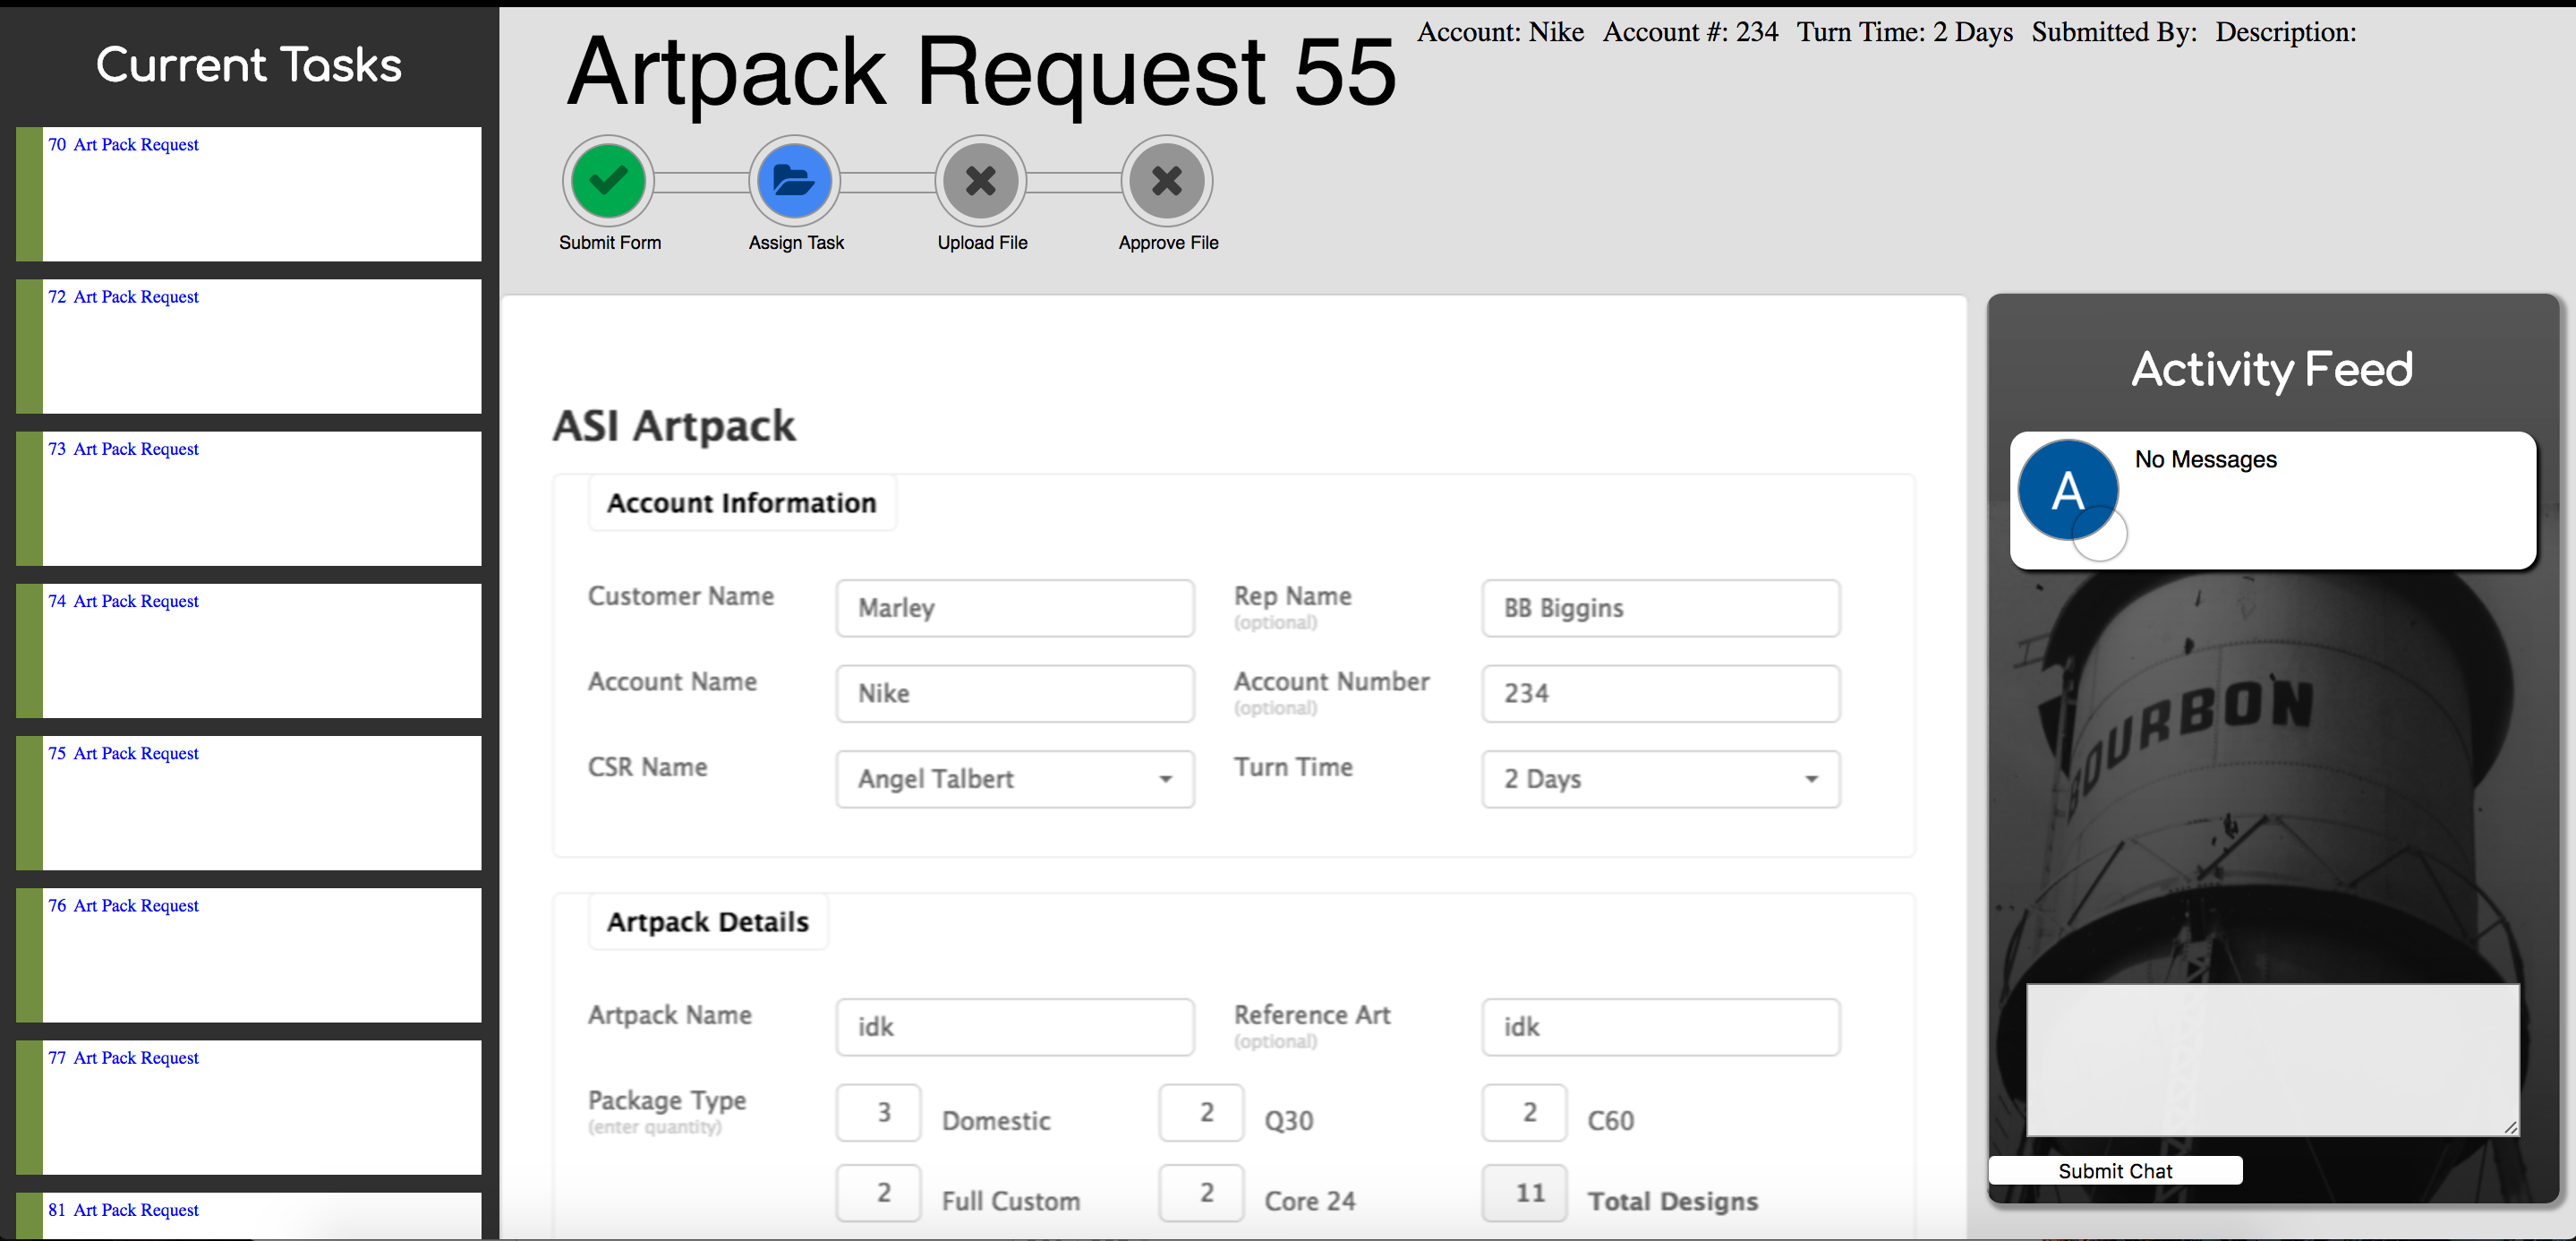 Current Tasks
70 Art Pack Request
72 Art Pack Request
73 Art Pack Request
74 Art Pack Request
75 Art Pack Request
76 Art Pack Request
77 Art Pack Request
81 Art Pack Request
Artpack Request 55
Account: Nike Account #: 234 Turn Time: 2 Days Submitted By: Description:
Submit Form Assign Task Upload File Approve File
ASI Artpack
Account Information
Customer Name Marley Rep Name BB Biggins
(optional)
Account Name Nike Account Number 234
(optional)
CSR Name Angel Talbert Turn Time 2 Days
Artpack Details
Artpack Name idk Reference Art idk
(optional)
Package Type 3 Domestic 2 Q30 2 C60
(enter quantity)
2 Full Custom 2 Core 24 11 Total Designs
Activity Feed
A No Messages
BOURBON
Submit Chat